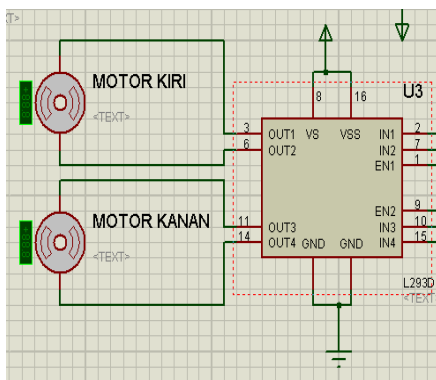 T>
MOTOR KIRI
<TEXT>
MOTOR KANAN
<TEXT>
U3
8 16
3 OUT1 VS VSS IN1 2
6 OUT2 IN2 7
EN1 1
EN2 9
11 OUT3 IN3 10
14 OUT4 GND GND IN4 15
L293D
<TEXT